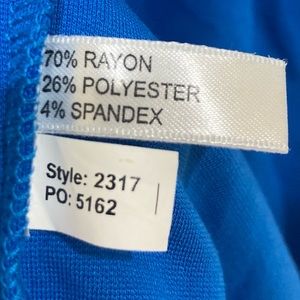 70% RAYON
26% POLYESTER
4% SPANDEX
Style: 2317
PO: 5162